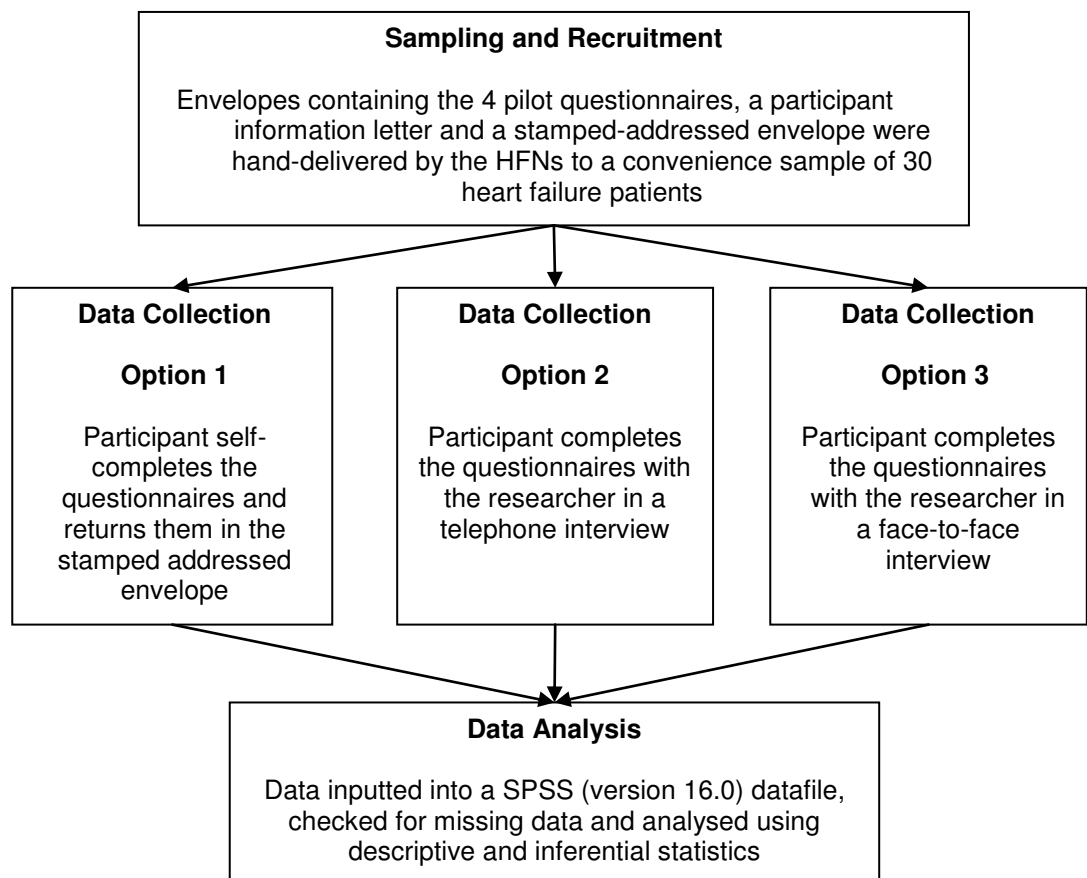 Sampling and Recruitment
Envelopes containing the 4 pilot questionnaires, a participant
information letter and a stamped-addressed envelope were
hand-delivered by the HFNs to a convenience sample of 30
heart failure patients
Data Collection
Option 1
Participant self-
completes the
questionnaires and
returns them in the
stamped addressed
envelope
Data Collection
Option 2
Participant completes
the questionnaires with
the researcher in a
telephone interview
Data Collection
Option 3
Participant completes
the questionnaires
with the researcher in
a face-to-face
interview
Data Analysis
Data inputted into a SPSS (version 16.0) datafile,
checked for missing data and analysed using
descriptive and inferential statistics